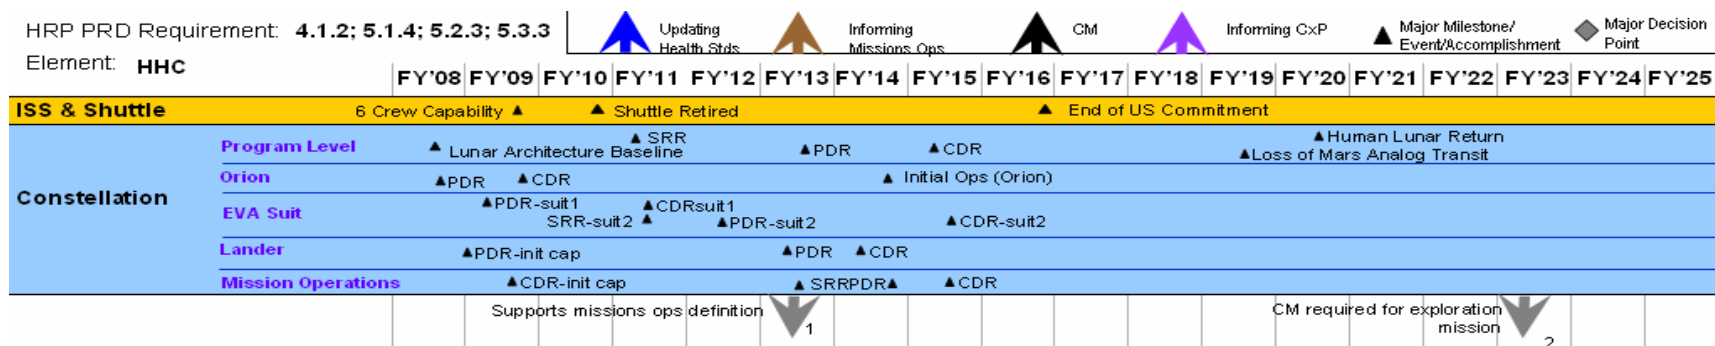 HRP PRD Requirement: 4.1.2; 5.1.4; 5.2.3; 5.3.3
Element: HHC
Updating
Health Stds
Informing
Missions Ops
CM
Informing CxP
Major Milestone/
Event/Accomplishment
Major Decision
Point
FY'08 FY'09 FY'10 FY'11 FY'12 FY'13 FY'14 FY'15 FY'16 FY'17 FY'18 FY'19 FY'20 FY'21 FY'22 FY'23 FY'24 FY'25
ISS & Shuttle
6 Crew Capability
Shuttle Retired
End of US Commitment
Constellation
Program Level
Lunar Architecture Baseline
SRR
PDR
CDR
Human Lunar Return
Loss of Mars Analog Transit
Orion
PDR
CDR
Initial Ops (Orion)
EVA Suit
PDR-suit1
CDRsuit1
SRR-suit2
PDR-suit2
CDR-suit2
Lander
PDR-init cap
PDR
CDR
Mission Operations
CDR-init cap
SRRPDR
CDR
Supports missions ops definition
1
CM required for exploration
mission
2